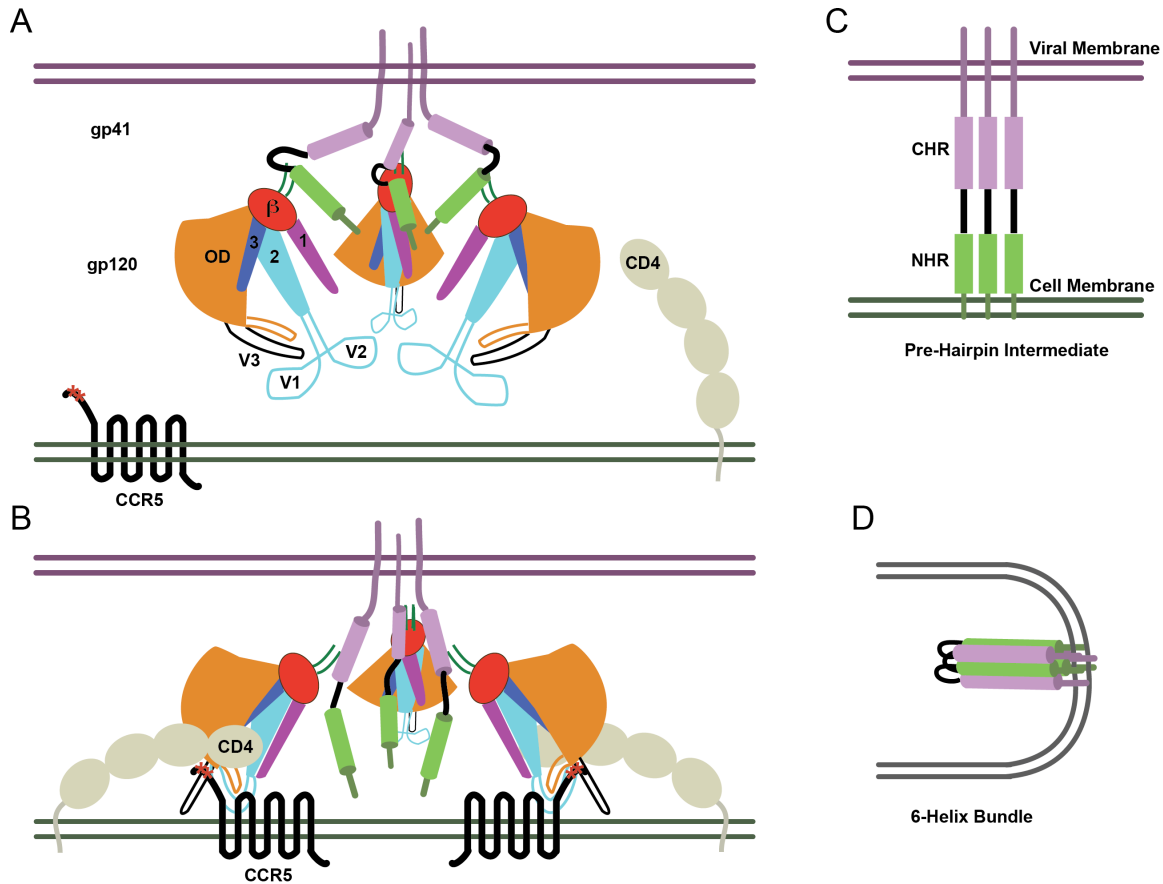 A
gp41
β
3
2
1
OD
gp120
CD4
V3
V2
V1
CCR5
B
CD4
CCR5
C
Viral Membrane
CHR
NHR
Cell Membrane
Pre-Hairpin Intermediate
D
6-Helix Bundle